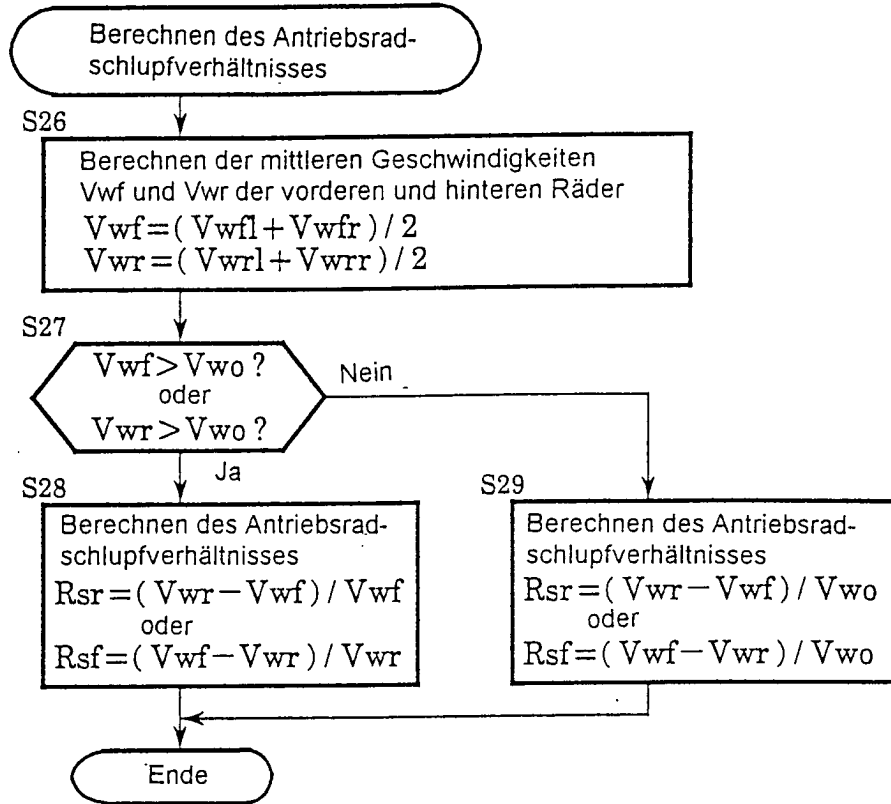 Berechnen des Antriebsrad-
schlupfverhältnisses
S26
Berechnen der mittleren Geschwindigkeiten
Vwf und Vwr der vorderen und hinteren Räder
Vwf=(Vwfl+Vwfr)/2
Vwr=(Vwrl+Vwrr)/2
S27
Vwf>Vwo?
oder
Vwr>Vwo?
Nein
Ja
S28
Berechnen des Antriebsrad-
schlupfverhältnisses
Rsr=(Vwr-Vwf)/Vwf
oder
Rsf=(Vwf-Vwr)/Vwr
S29
Berechnen des Antriebsrad-
schlupfverhältnisses
Rsr=(Vwr-Vwf)/Vwo
oder
Rsf=(Vwf-Vwr)/Vwo
Ende